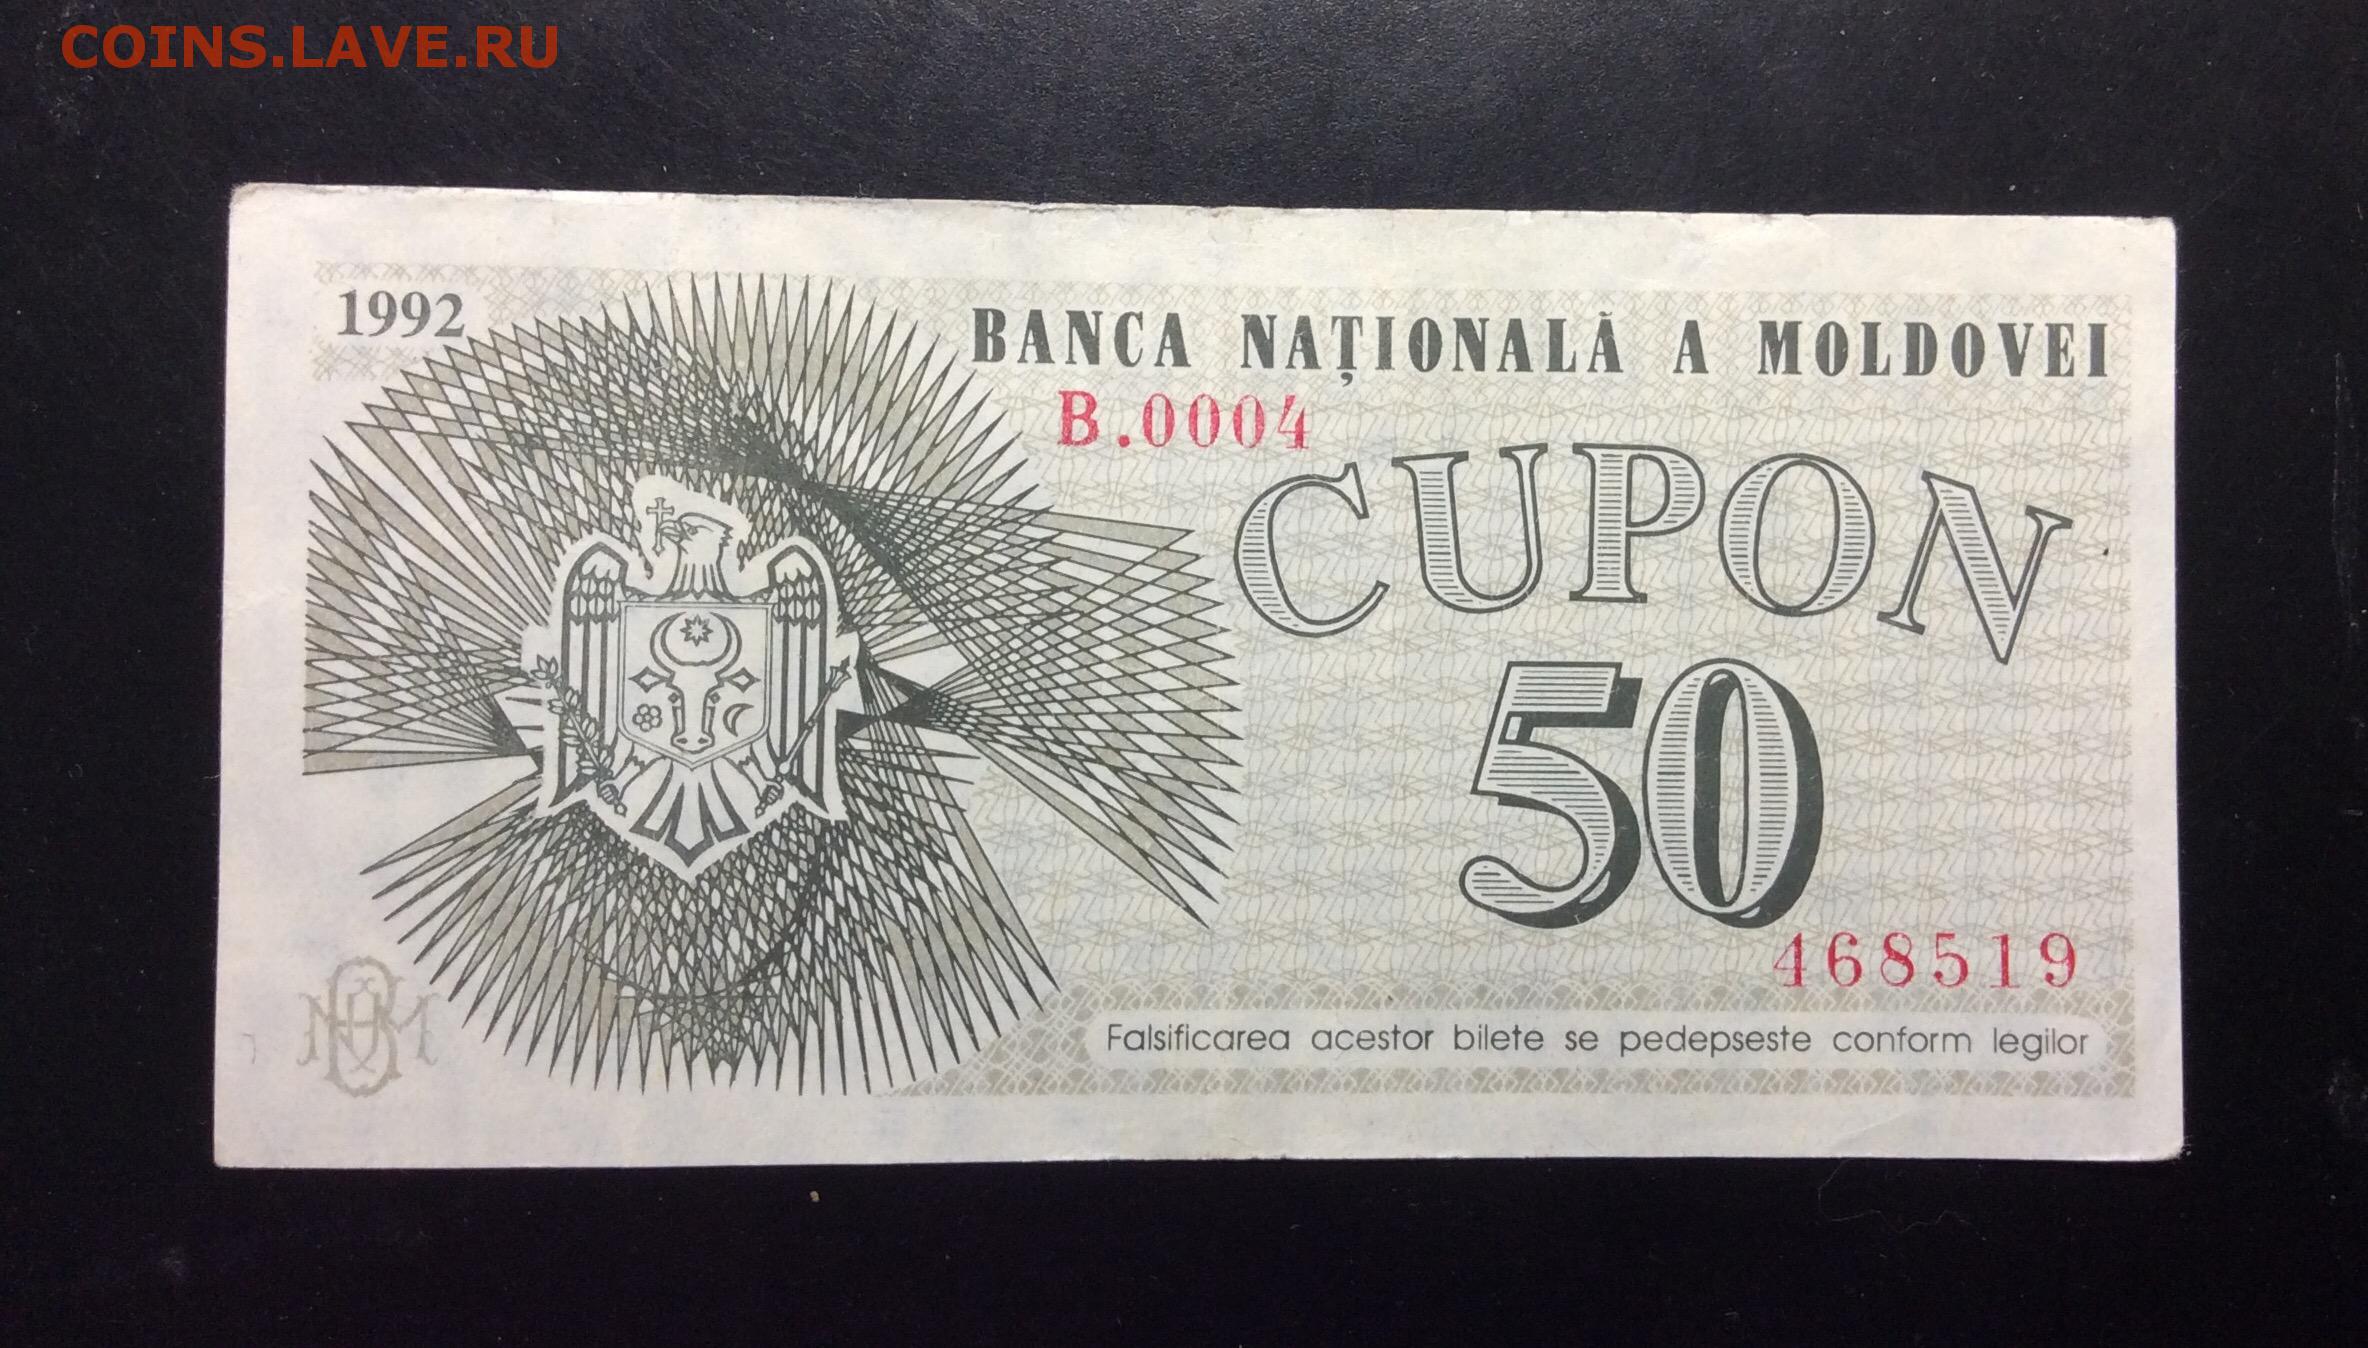 COINS.LAVE.RU
1992
BANCA NAȚIONALĂ A MOLDOVEI
B.0004
CUPON
50
468519
Falsificarea acestor bilete se pedepseste conform legilor